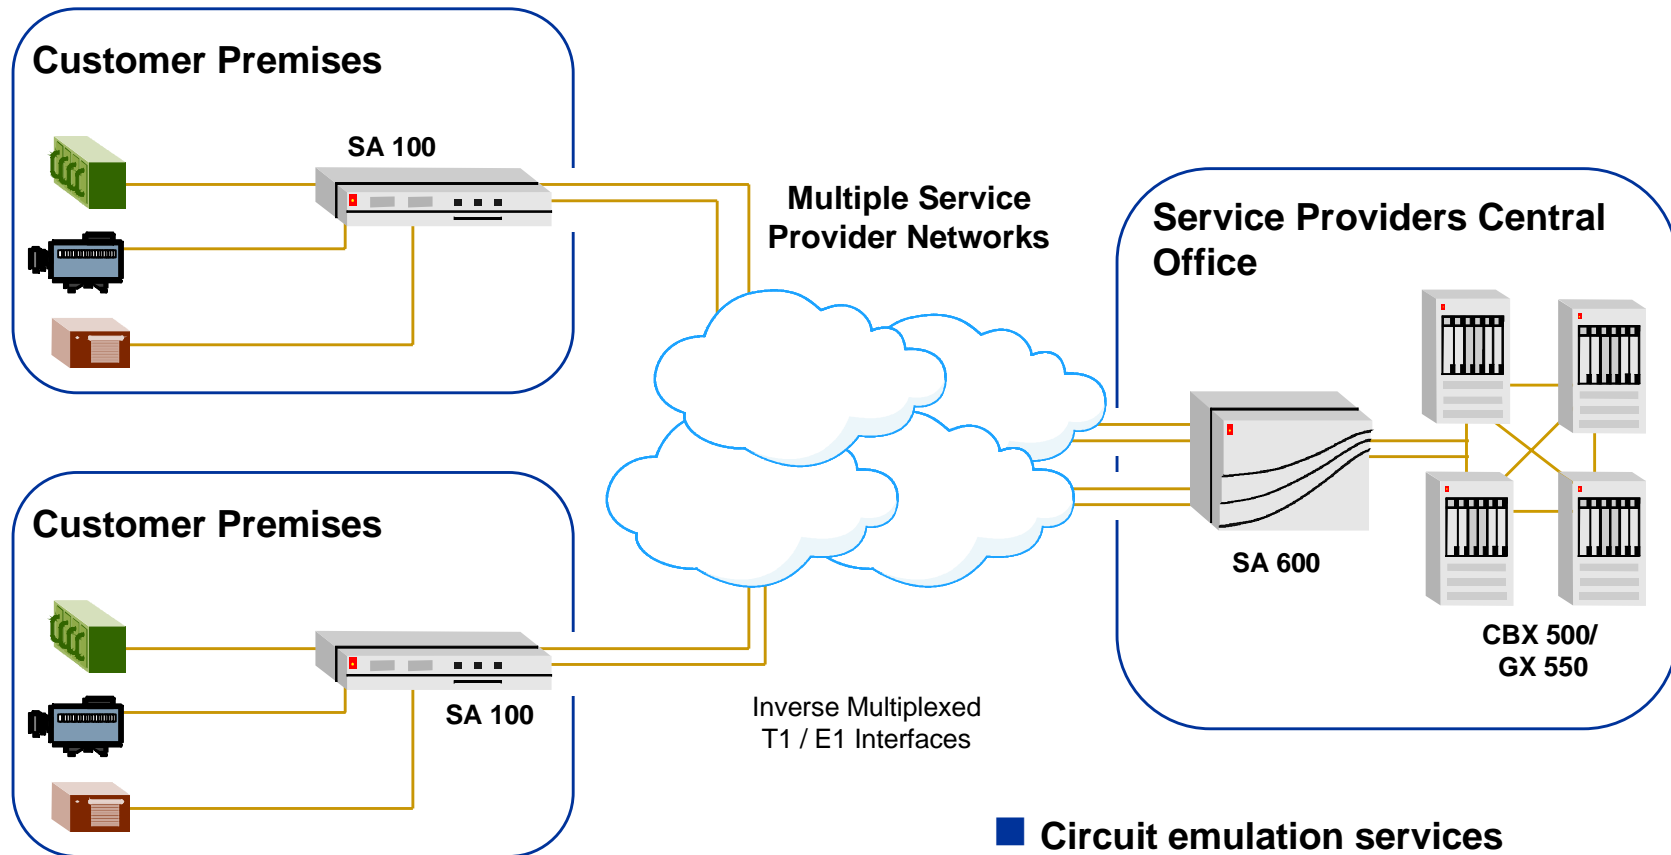 Customer Premises
SA 100
Multiple Service
Provider Networks
Service Providers Central
Office
SA 600
CBX 500/
GX 550
Customer Premises
SA 100
Inverse Multiplexed
T1 / E1 Interfaces
Circuit emulation services